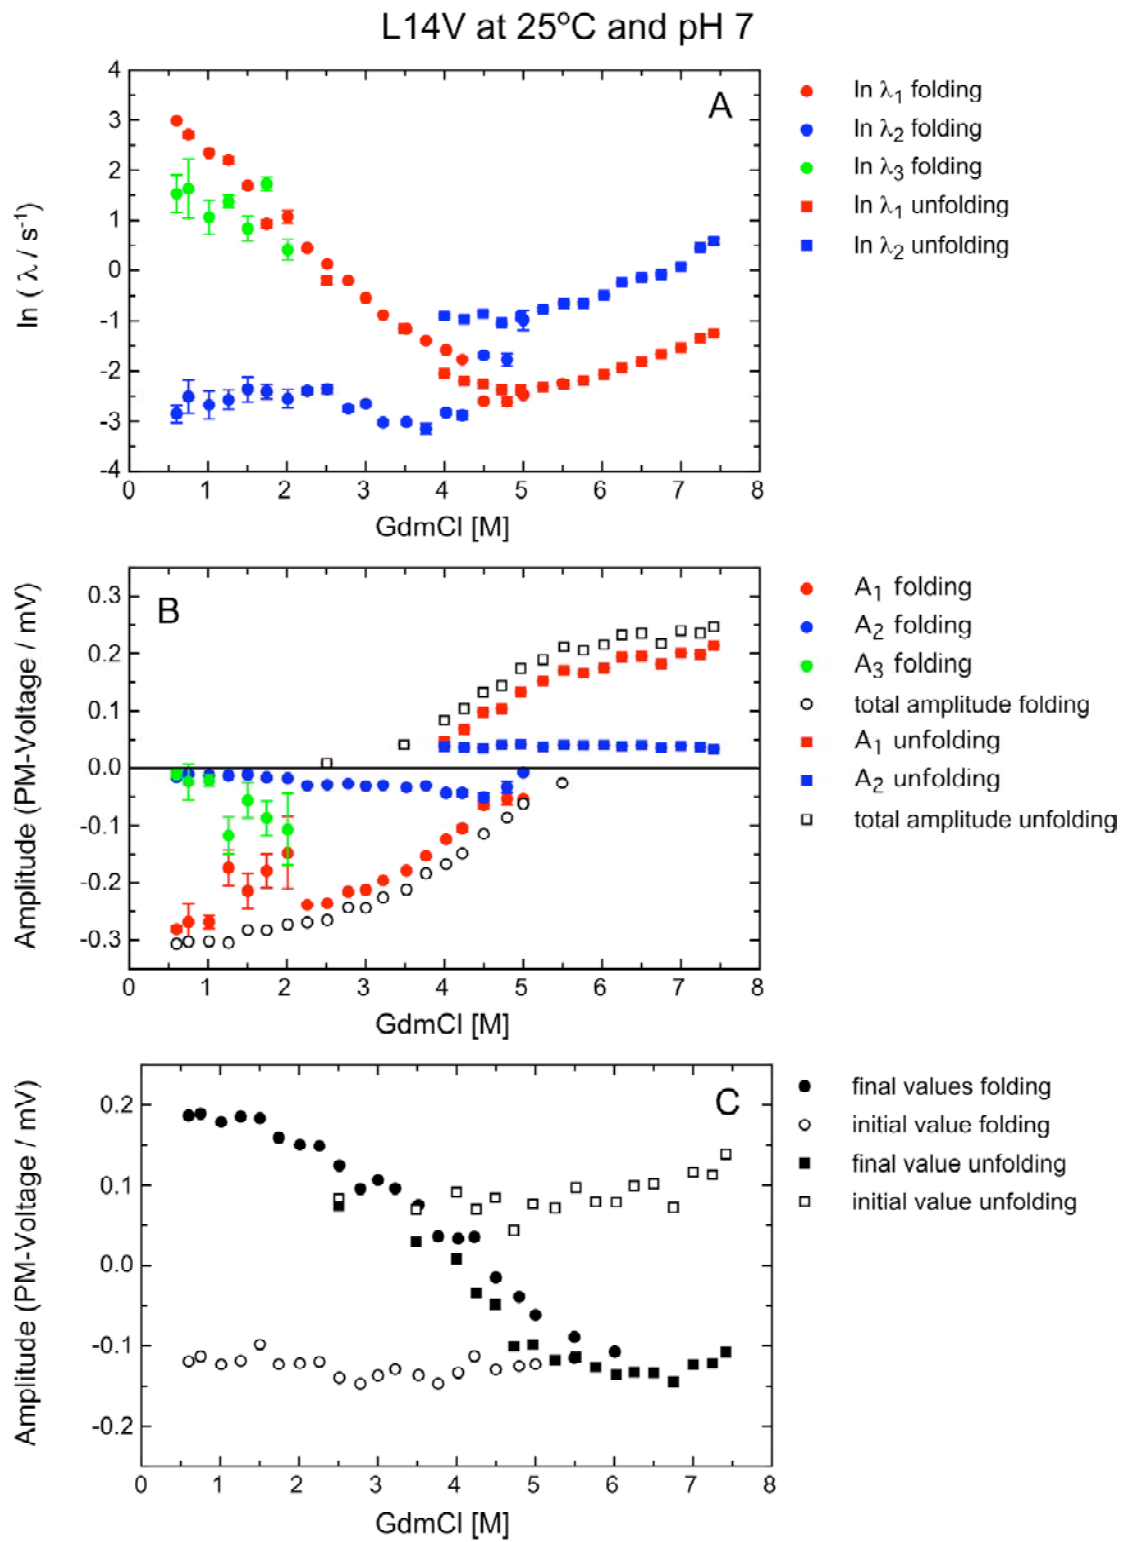 L14V at 25°C and pH 7
A
4
3
2
1
0
-1
-2
-3
-4
ln ( λ / s⁻¹)
0 1 2 3 4 5 6 7 8
GdmCl [M]
ln λ₁ folding
ln λ₂ folding
ln λ₃ folding
ln λ₁ unfolding
ln λ₂ unfolding
B
0.3
0.2
0.1
0.0
-0.1
-0.2
-0.3
Amplitude (PM-Voltage / mV)
0 1 2 3 4 5 6 7 8
GdmCl [M]
A₁ folding
A₂ folding
A₃ folding
total amplitude folding
A₁ unfolding
A₂ unfolding
total amplitude unfolding
C
0.2
0.1
0.0
-0.1
-0.2
Amplitude (PM-Voltage / mV)
0 1 2 3 4 5 6 7 8
GdmCl [M]
final values folding
initial value folding
final value unfolding
initial value unfolding